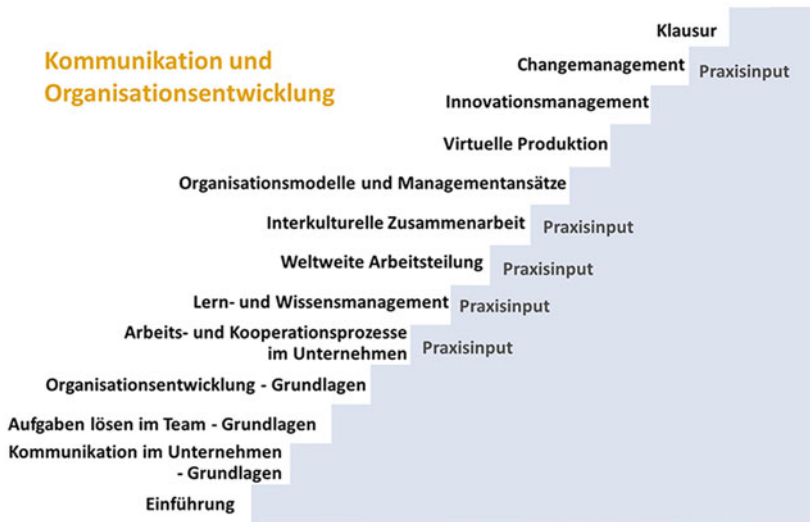 Kommunikation und
Organisationsentwicklung
Klausur
Changemanagement
Praxisinput
Innovationsmanagement
Virtuelle Produktion
Organisationsmodelle und Managementansätze
Interkulturelle Zusammenarbeit
Praxisinput
Weltweite Arbeitsteilung
Praxisinput
Lern- und Wissensmanagement
Praxisinput
Arbeits- und Kooperationsprozesse
im Unternehmen
Praxisinput
Organisationsentwicklung - Grundlagen
Aufgaben lösen im Team - Grundlagen
Kommunikation im Unternehmen
- Grundlagen
Einführung